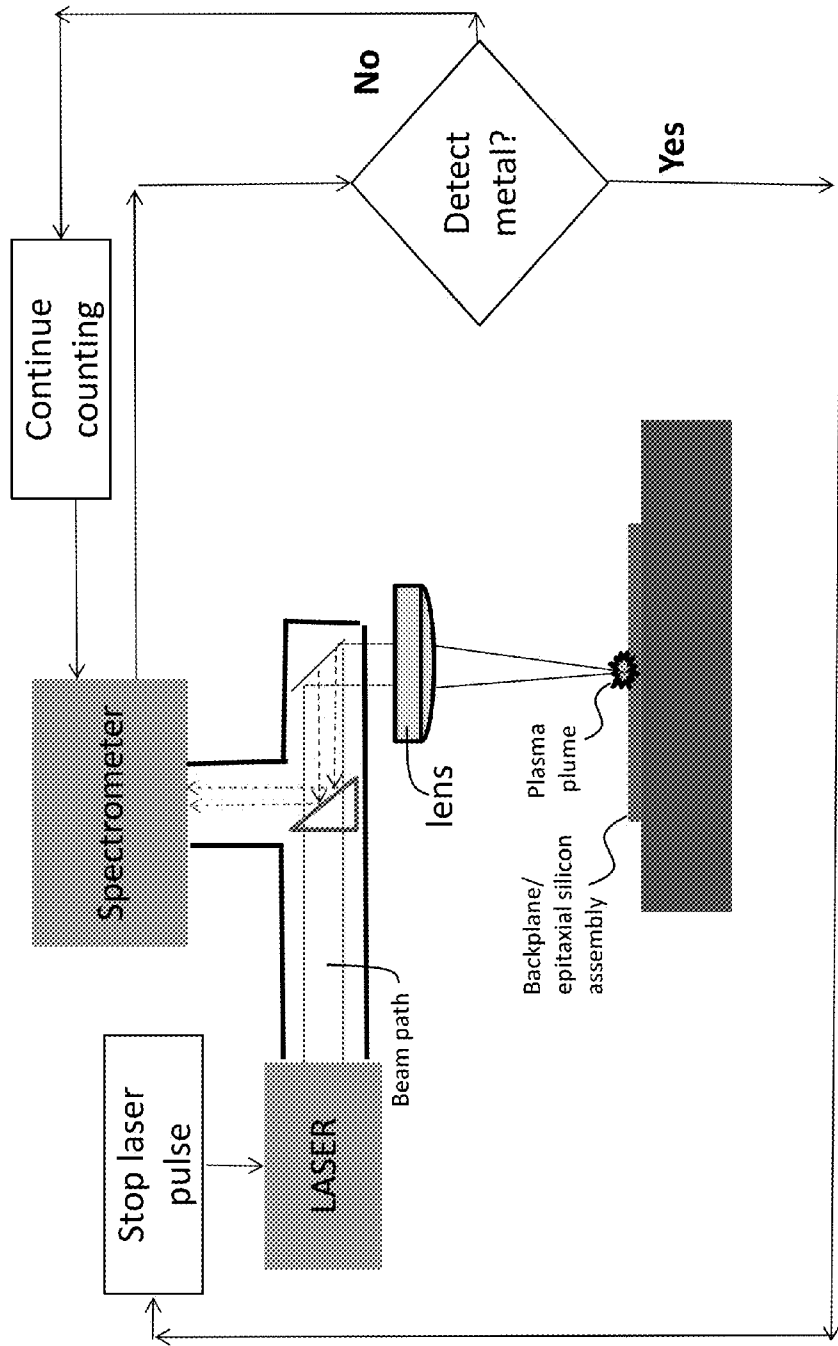 Stop laser
pulse
LASER
Beam path
Spectrometer
Continue
counting
lens
Plasma
plume
Backplane/
epitaxial silicon
assembly
Detect
metal?
No
Yes